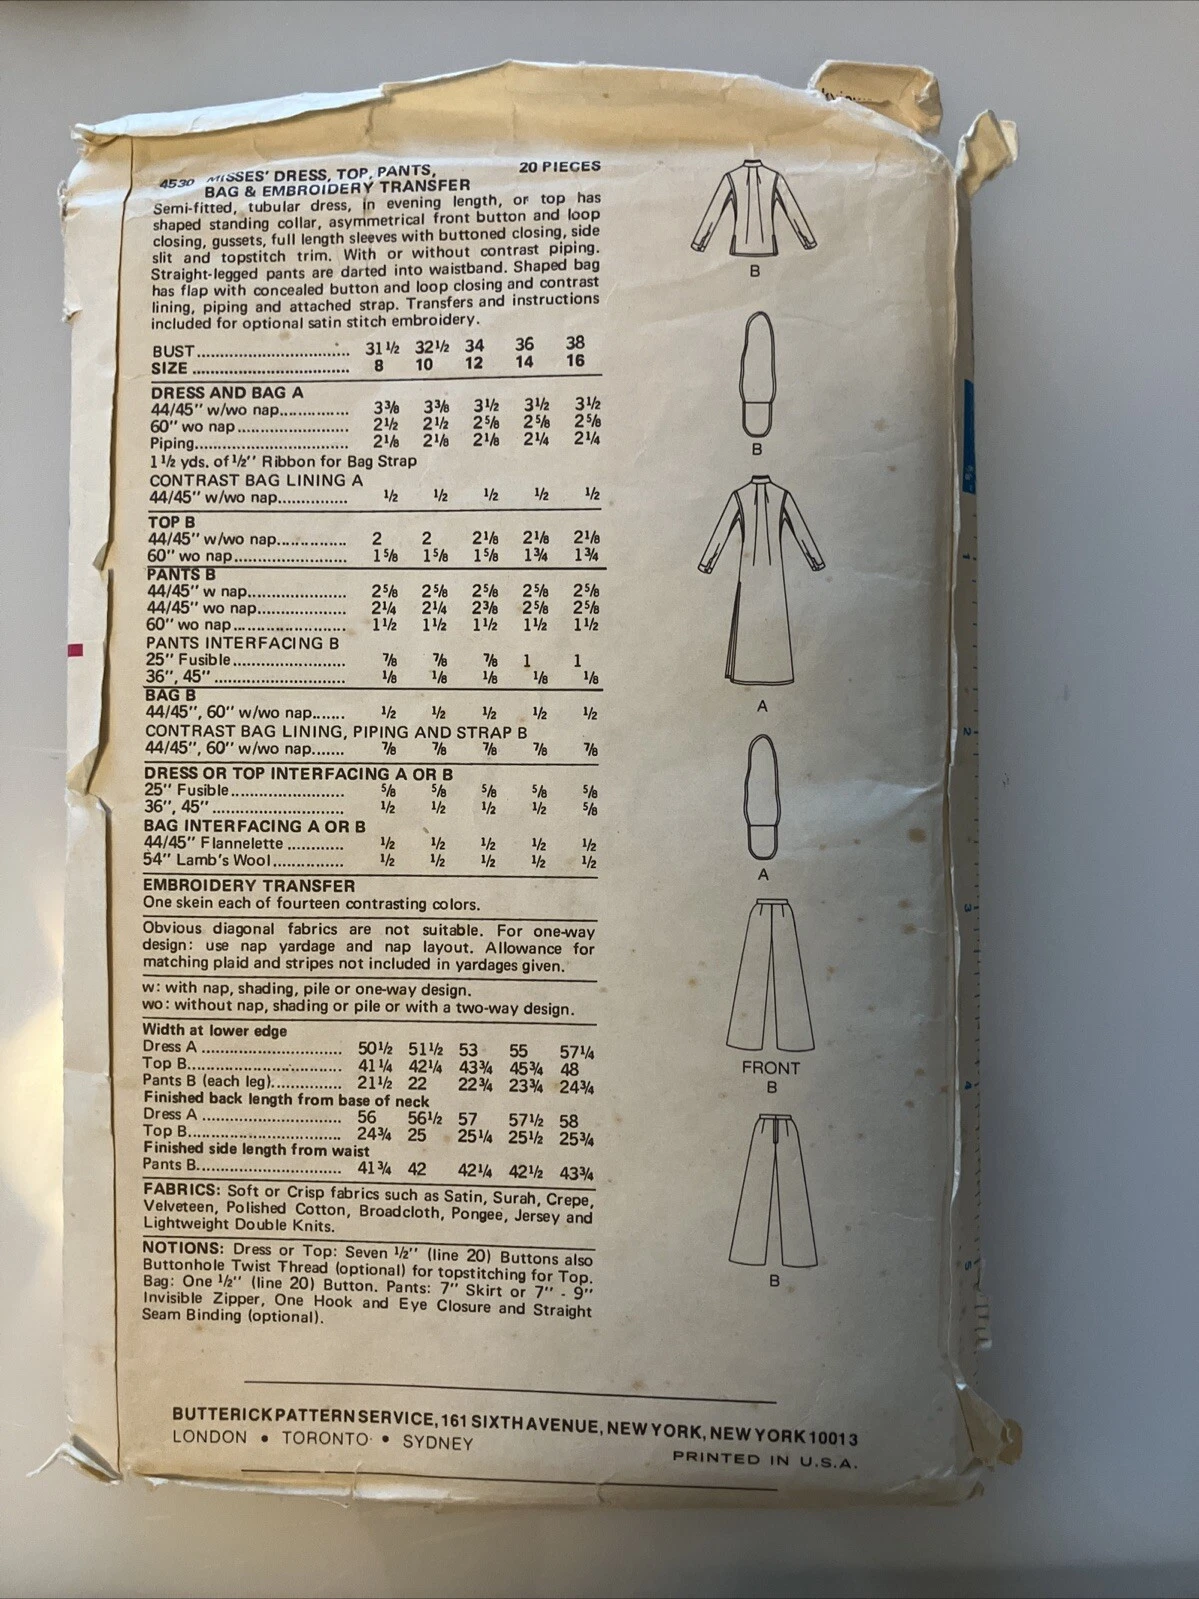 4530 MISSES' DRESS, TOP, PANTS, 20 PIECES
BAG & EMBROIDERY TRANSFER
Semi-fitted, tubular dress, in evening length, or top has
shaped standing collar, asymmetrical front button and loop
closing, gussets, full length sleeves with buttoned closing, side
slit and topstitch trim. With or without contrast piping.
Straight-legged pants are darted into waistband. Shaped bag
has flap with concealed button and loop closing and contrast
lining, piping and attached strap. Transfers and instructions
included for optional satin stitch embroidery.
BUST................................. 31½ 32½ 34 36 38
SIZE .................................. 8 10 12 14 16
DRESS AND BAG A
44/45" w/wo nap............... 3⅜ 3⅜ 3½ 3½ 3½
60" wo nap........................ 2½ 2½ 2⅝ 2⅝ 2⅝
Piping................................. 2⅛ 2⅛ 2⅛ 2¼ 2¼
1½ yds. of ½" Ribbon for Bag Strap
CONTRAST BAG LINING A
44/45" w/wo nap............... ½ ½ ½ ½ ½
TOP B
44/45" w/wo nap............... 2 2 2⅛ 2⅛ 2⅛
60" wo nap........................ 1⅝ 1⅝ 1⅝ 1¾ 1¾
PANTS B
44/45" w nap..................... 2⅝ 2⅝ 2⅝ 2⅝ 2⅝
44/45" wo nap................... 2¼ 2¼ 2⅜ 2⅝ 2⅝
60" wo nap........................ 1½ 1½ 1½ 1½ 1½
PANTS INTERFACING B
25" Fusible........................ ⅞ ⅞ ⅞ 1 1
36", 45" ............................ ⅛ ⅛ ⅛ ⅛ ⅛
BAG B
44/45", 60" w/wo nap....... ½ ½ ½ ½ ½
CONTRAST BAG LINING, PIPING AND STRAP B
44/45", 60" w/wo nap....... ⅞ ⅞ ⅞ ⅞ ⅞
DRESS OR TOP INTERFACING A OR B
25" Fusible........................ ⅝ ⅝ ⅝ ⅝ ⅝
36", 45" ............................ ½ ½ ½ ½ ⅝
BAG INTERFACING A OR B
44/45" Flannelette ............ ½ ½ ½ ½ ½
54" Lamb's Wool............... ½ ½ ½ ½ ½
EMBROIDERY TRANSFER
One skein each of fourteen contrasting colors.
Obvious diagonal fabrics are not suitable. For one-way
design: use nap yardage and nap layout. Allowance for
matching plaid and stripes not included in yardages given.
w: with nap, shading, pile or one-way design.
wo: without nap, shading or pile or with a two-way design.
Width at lower edge
Dress A .............................. 50½ 51½ 53 55 57¼
Top B................................. 41¼ 42¼ 43¾ 45¾ 48
Pants B (each leg)............... 21½ 22 22¾ 23¾ 24¾
Finished back length from base of neck
Dress A .............................. 56 56½ 57 57½ 58
Top B................................. 24¾ 25 25¼ 25½ 25¾
Finished side length from waist
Pants B............................... 41¾ 42 42¼ 42½ 43¾
FABRICS: Soft or Crisp fabrics such as Satin, Surah, Crepe,
Velveteen, Polished Cotton, Broadcloth, Pongee, Jersey and
Lightweight Double Knits.
NOTIONS: Dress or Top: Seven ½" (line 20) Buttons also
Buttonhole Twist Thread (optional) for topstitching for Top.
Bag: One ½" (line 20) Button. Pants: 7" Skirt or 7" - 9"
Invisible Zipper, One Hook and Eye Closure and Straight
Seam Binding (optional).
B
B
A
A
FRONT
B
B
1
2
3
4
5
BUTTERICK PATTERN SERVICE, 161 SIXTH AVENUE, NEW YORK, NEW YORK 10013
LONDON • TORONTO • SYDNEY
PRINTED IN U.S.A.